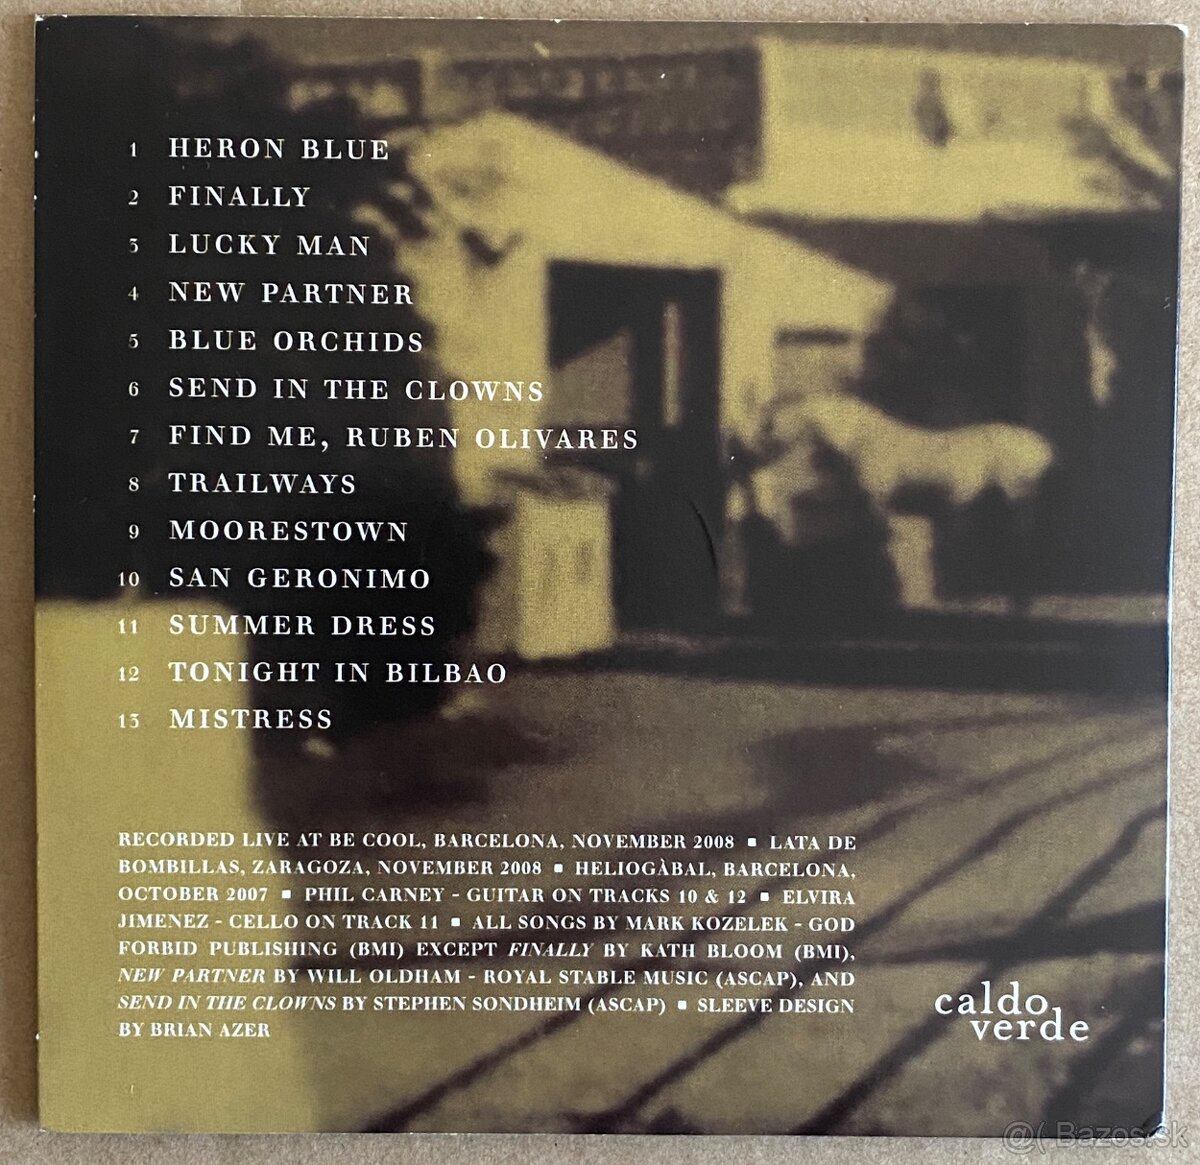 1 HERON BLUE
2 FINALLY
3 LUCKY MAN
4 NEW PARTNER
5 BLUE ORCHIDS
6 SEND IN THE CLOWNS
7 FIND ME, RUBEN OLIVARES
8 TRAILWAYS
9 MOORESTOWN
10 SAN GERONIMO
11 SUMMER DRESS
12 TONIGHT IN BILBAO
13 MISTRESS
RECORDED LIVE AT BE COOL, BARCELONA, NOVEMBER 2008 ▪ LATA DE
BOMBILLAS, ZARAGOZA, NOVEMBER 2008 ▪ HELIOGÀBAL, BARCELONA,
OCTOBER 2007 ▪ PHIL CARNEY - GUITAR ON TRACKS 10 & 12 ▪ ELVIRA
JIMENEZ - CELLO ON TRACK 11 ▪ ALL SONGS BY MARK KOZELEK - GOD
FORBID PUBLISHING (BMI) EXCEPT FINALLY BY KATH BLOOM (BMI),
NEW PARTNER BY WILL OLDHAM - ROYAL STABLE MUSIC (ASCAP), AND
SEND IN THE CLOWNS BY STEPHEN SONDHEIM (ASCAP) ▪ SLEEVE DESIGN
BY BRIAN AZER
caldo
verde
@( Bazos.sk